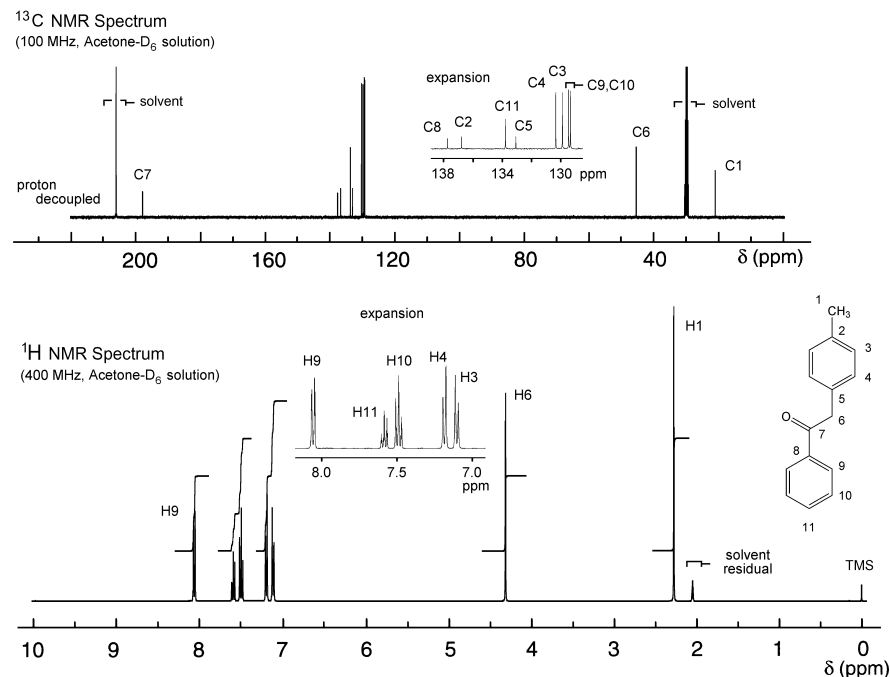 ¹³C NMR Spectrum
(100 MHz, Acetone-D₆ solution)
solvent
C7
proton
decoupled
expansion
C3
C4
C9,C10
C11
C8
C2
C5
138 134 130 ppm
C6
solvent
C1
200 160 120 80 40 δ (ppm)
¹H NMR Spectrum
(400 MHz, Acetone-D₆ solution)
expansion
H9
H10
H4
H3
H11
8.0 7.5 7.0
ppm
H9
H6
H1
solvent
residual
TMS
1
CH₃
2
3
4
5
O
6
7
8
9
10
11
10 9 8 7 6 5 4 3 2 1 0
δ (ppm)